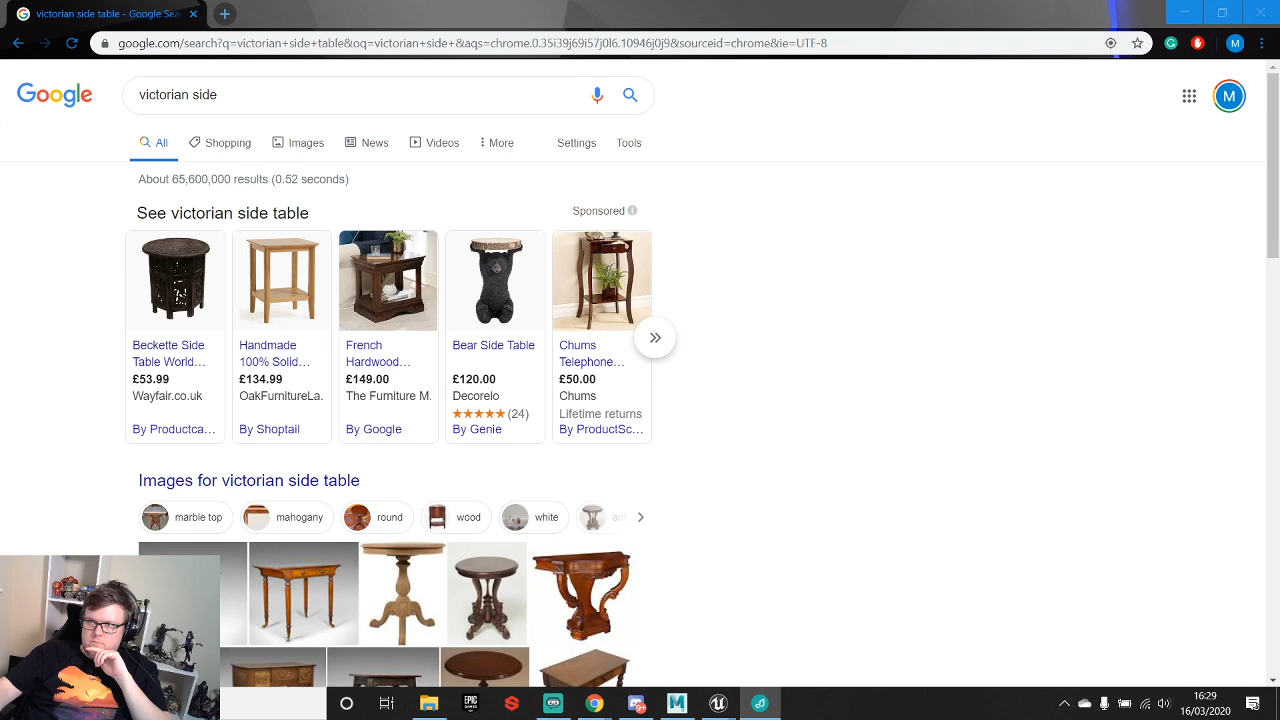 victorian side table - Google Sear
google.com/search?q=victorian+side+table&oq=victorian+side+&aqs=chrome.0.35i39j69i57j0l6.10946j0j9&sourceid=chrome&ie=UTF-8
M
Google
victorian side
M
All
Shopping
Images
News
Videos
More
Settings
Tools
About 65,600,000 results (0.52 seconds)
See victorian side table
Sponsored
Beckette Side
Table World...
£53.99
Wayfair.co.uk
By Productca...
Handmade
100% Solid...
£134.99
OakFurnitureLa.
By Shoptail
French
Hardwood...
£149.00
The Furniture M.
By Google
Bear Side Table
£120.00
Decorelo
★★★★★ (24)
By Genie
Chums
Telephone...
£50.00
Chums
Lifetime returns
By ProductSc...
Images for victorian side table
marble top
mahogany
round
wood
white
EPIC
GAMES
M
16:29
16/03/2020